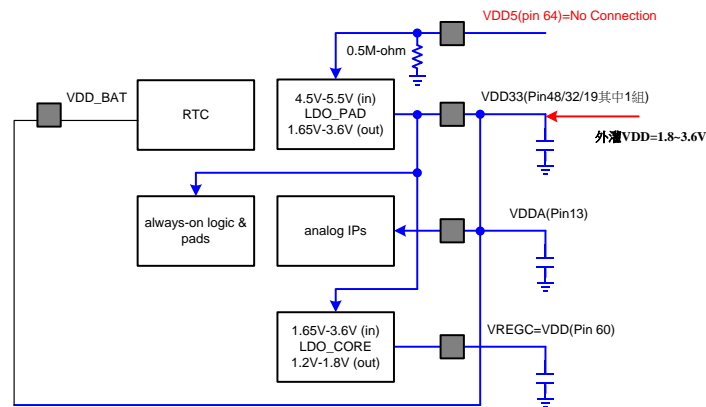 VDD5(pin 64)=No Connection
0.5M-ohm
VDD_BAT
RTC
4.5V-5.5V (in)
LDO_PAD
1.65V-3.6V (out)
VDD33(Pin48/32/19其中1組)
外灌VDD=1.8~3.6V
always-on logic &
pads
analog IPs
VDDA(Pin13)
1.65V-3.6V (in)
LDO_CORE
1.2V-1.8V (out)
VREGC=VDD(Pin 60)